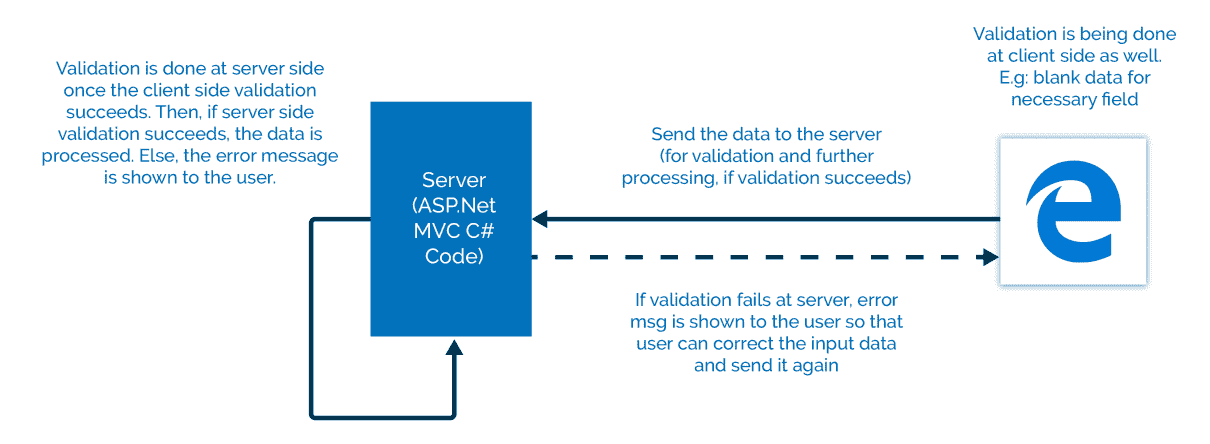 Validation is being done
at client side as well.
E.g: blank data for
necessary field
Validation is done at server side
once the client side validation
succeeds. Then, if server side
validation succeeds, the data is
processed. Else, the error message
is shown to the user.
Send the data to the server
(for validation and further
processing, if validation succeeds)
Server
(ASP.Net
MVC C#
Code)
If validation fails at server, error
msg is shown to the user so that
user can correct the input data
and send it again